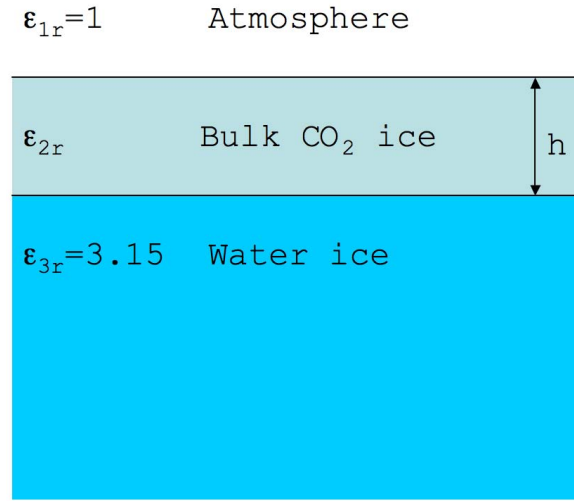 ε₁ᵣ=1 Atmosphere
ε₂ᵣ Bulk CO₂ ice h
ε₃ᵣ=3.15 Water ice